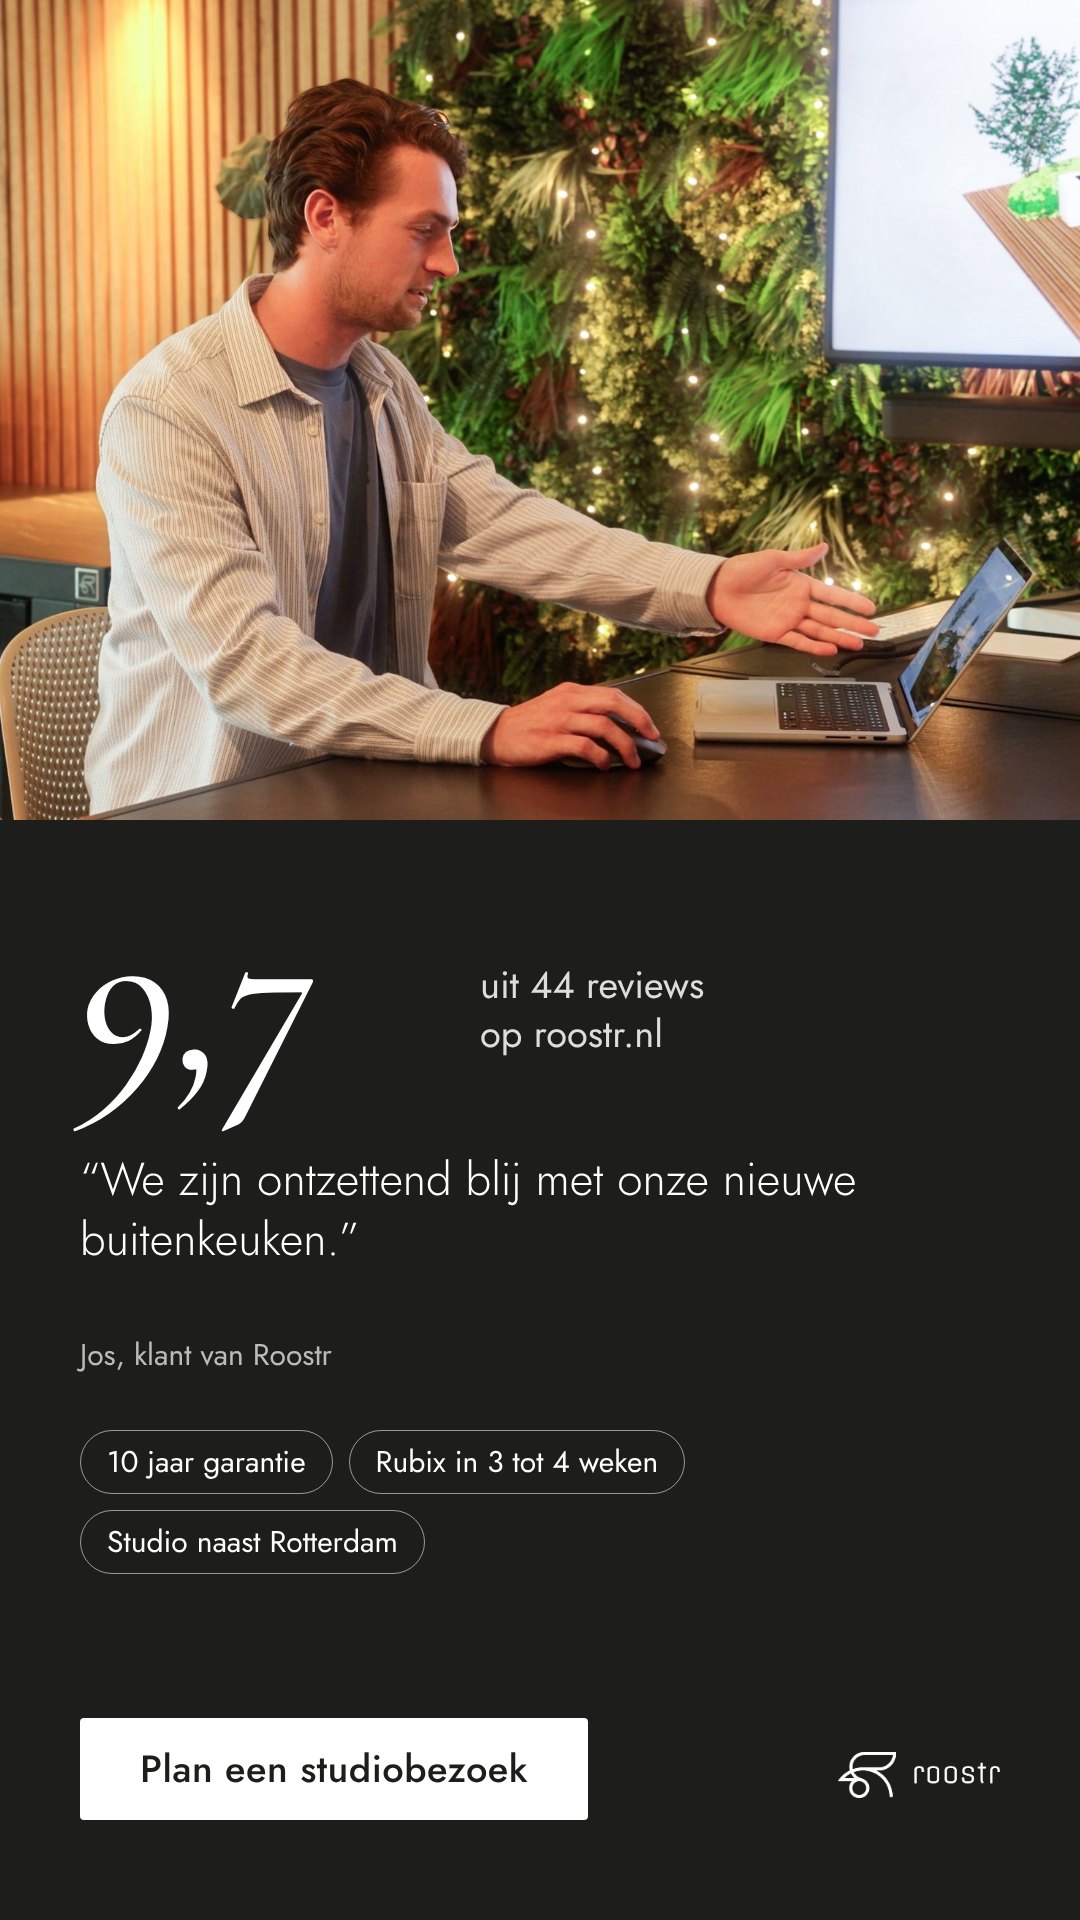 9,7
uit 44 reviews
op roostr.nl
“We zijn ontzettend blij met onze nieuwe
buitenkeuken.”
Jos, klant van Roostr
10 jaar garantie
Rubix in 3 tot 4 weken
Studio naast Rotterdam
Plan een studiobezoek
roostr